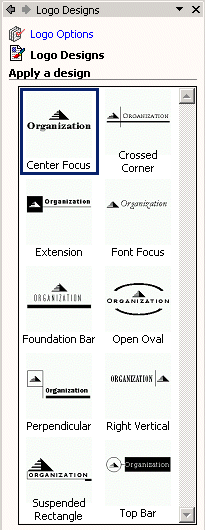 Logo Designs
Logo Options
Logo Designs
Apply a design
Organization
ORGANIZATION
Center Focus
Crossed
Corner
Organization
Organization
Extension
Font Focus
ORGANIZATION
ORGANIZATION
Foundation Bar
Open Oval
Organization
ORGANIZATION
Perpendicular
Right Vertical
ORGANIZATION
Organization
Suspended
Rectangle
Top Bar